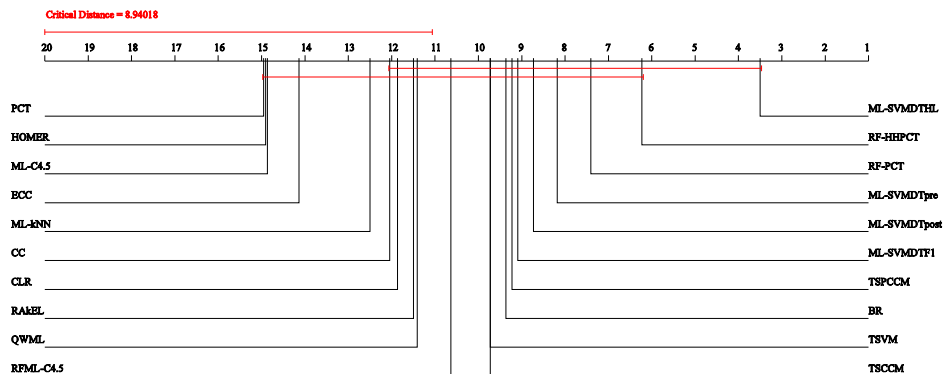 Critical Distance = 8.94018
20 19 18 17 16 15 14 13 12 11 10 9 8 7 6 5 4 3 2 1
PCT ML-SVMDTHL
HOMER RF-HHPCT
ML-C4.5 RF-PCT
ECC ML-SVMDTpre
ML-kNN ML-SVMDTpost
CC ML-SVMDTF1
CLR TSPCCM
RAkEL BR
QWML TSVM
RFML-C4.5 TSCCM